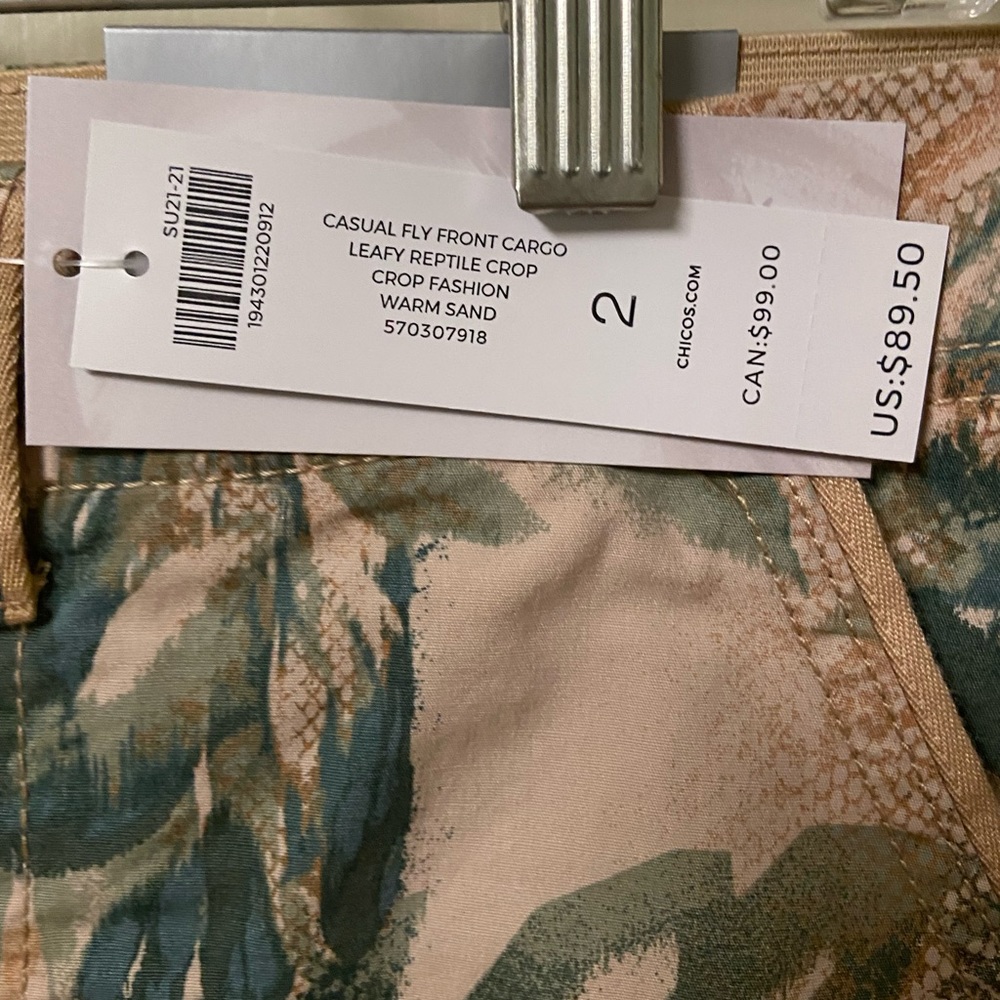 SU21-21
194301220912
CASUAL FLY FRONT CARGO
LEAFY REPTILE CROP
CROP FASHION
WARM SAND
570307918
2
CHICOS.COM
CAN:$99.00
US:$89.50